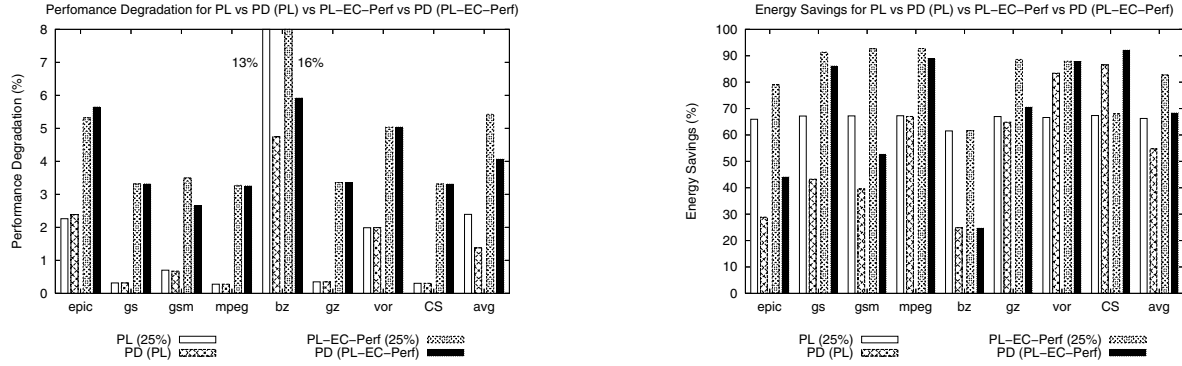 Perfomance Degradation for PL vs PD (PL) vs PL-EC-Perf vs PD (PL-EC-Perf)
8
7
6
5
4
3
2
1
0
Performance Degradation (%)
13%
16%
epic gs gsm mpeg bz gz vor CS avg
PL (25%)
PD (PL)
PL-EC-Perf (25%)
PD (PL-EC-Perf)
Energy Savings for PL vs PD (PL) vs PL-EC-Perf vs PD (PL-EC-Perf)
100
90
80
70
60
50
40
30
20
10
0
Energy Savings (%)
epic gs gsm mpeg bz gz vor CS avg
PL (25%)
PD (PL)
PL-EC-Perf (25%)
PD (PL-EC-Perf)